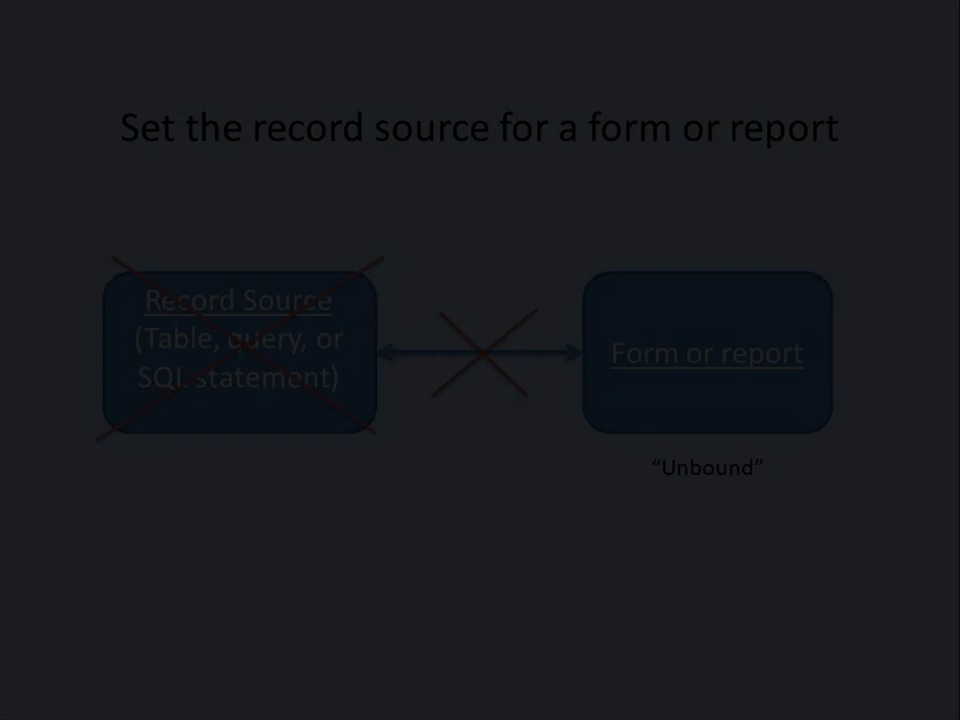 Set the record source for a form or report
Record Source
(Table, query, or
SQL statement)
Form or report
“Unbound”